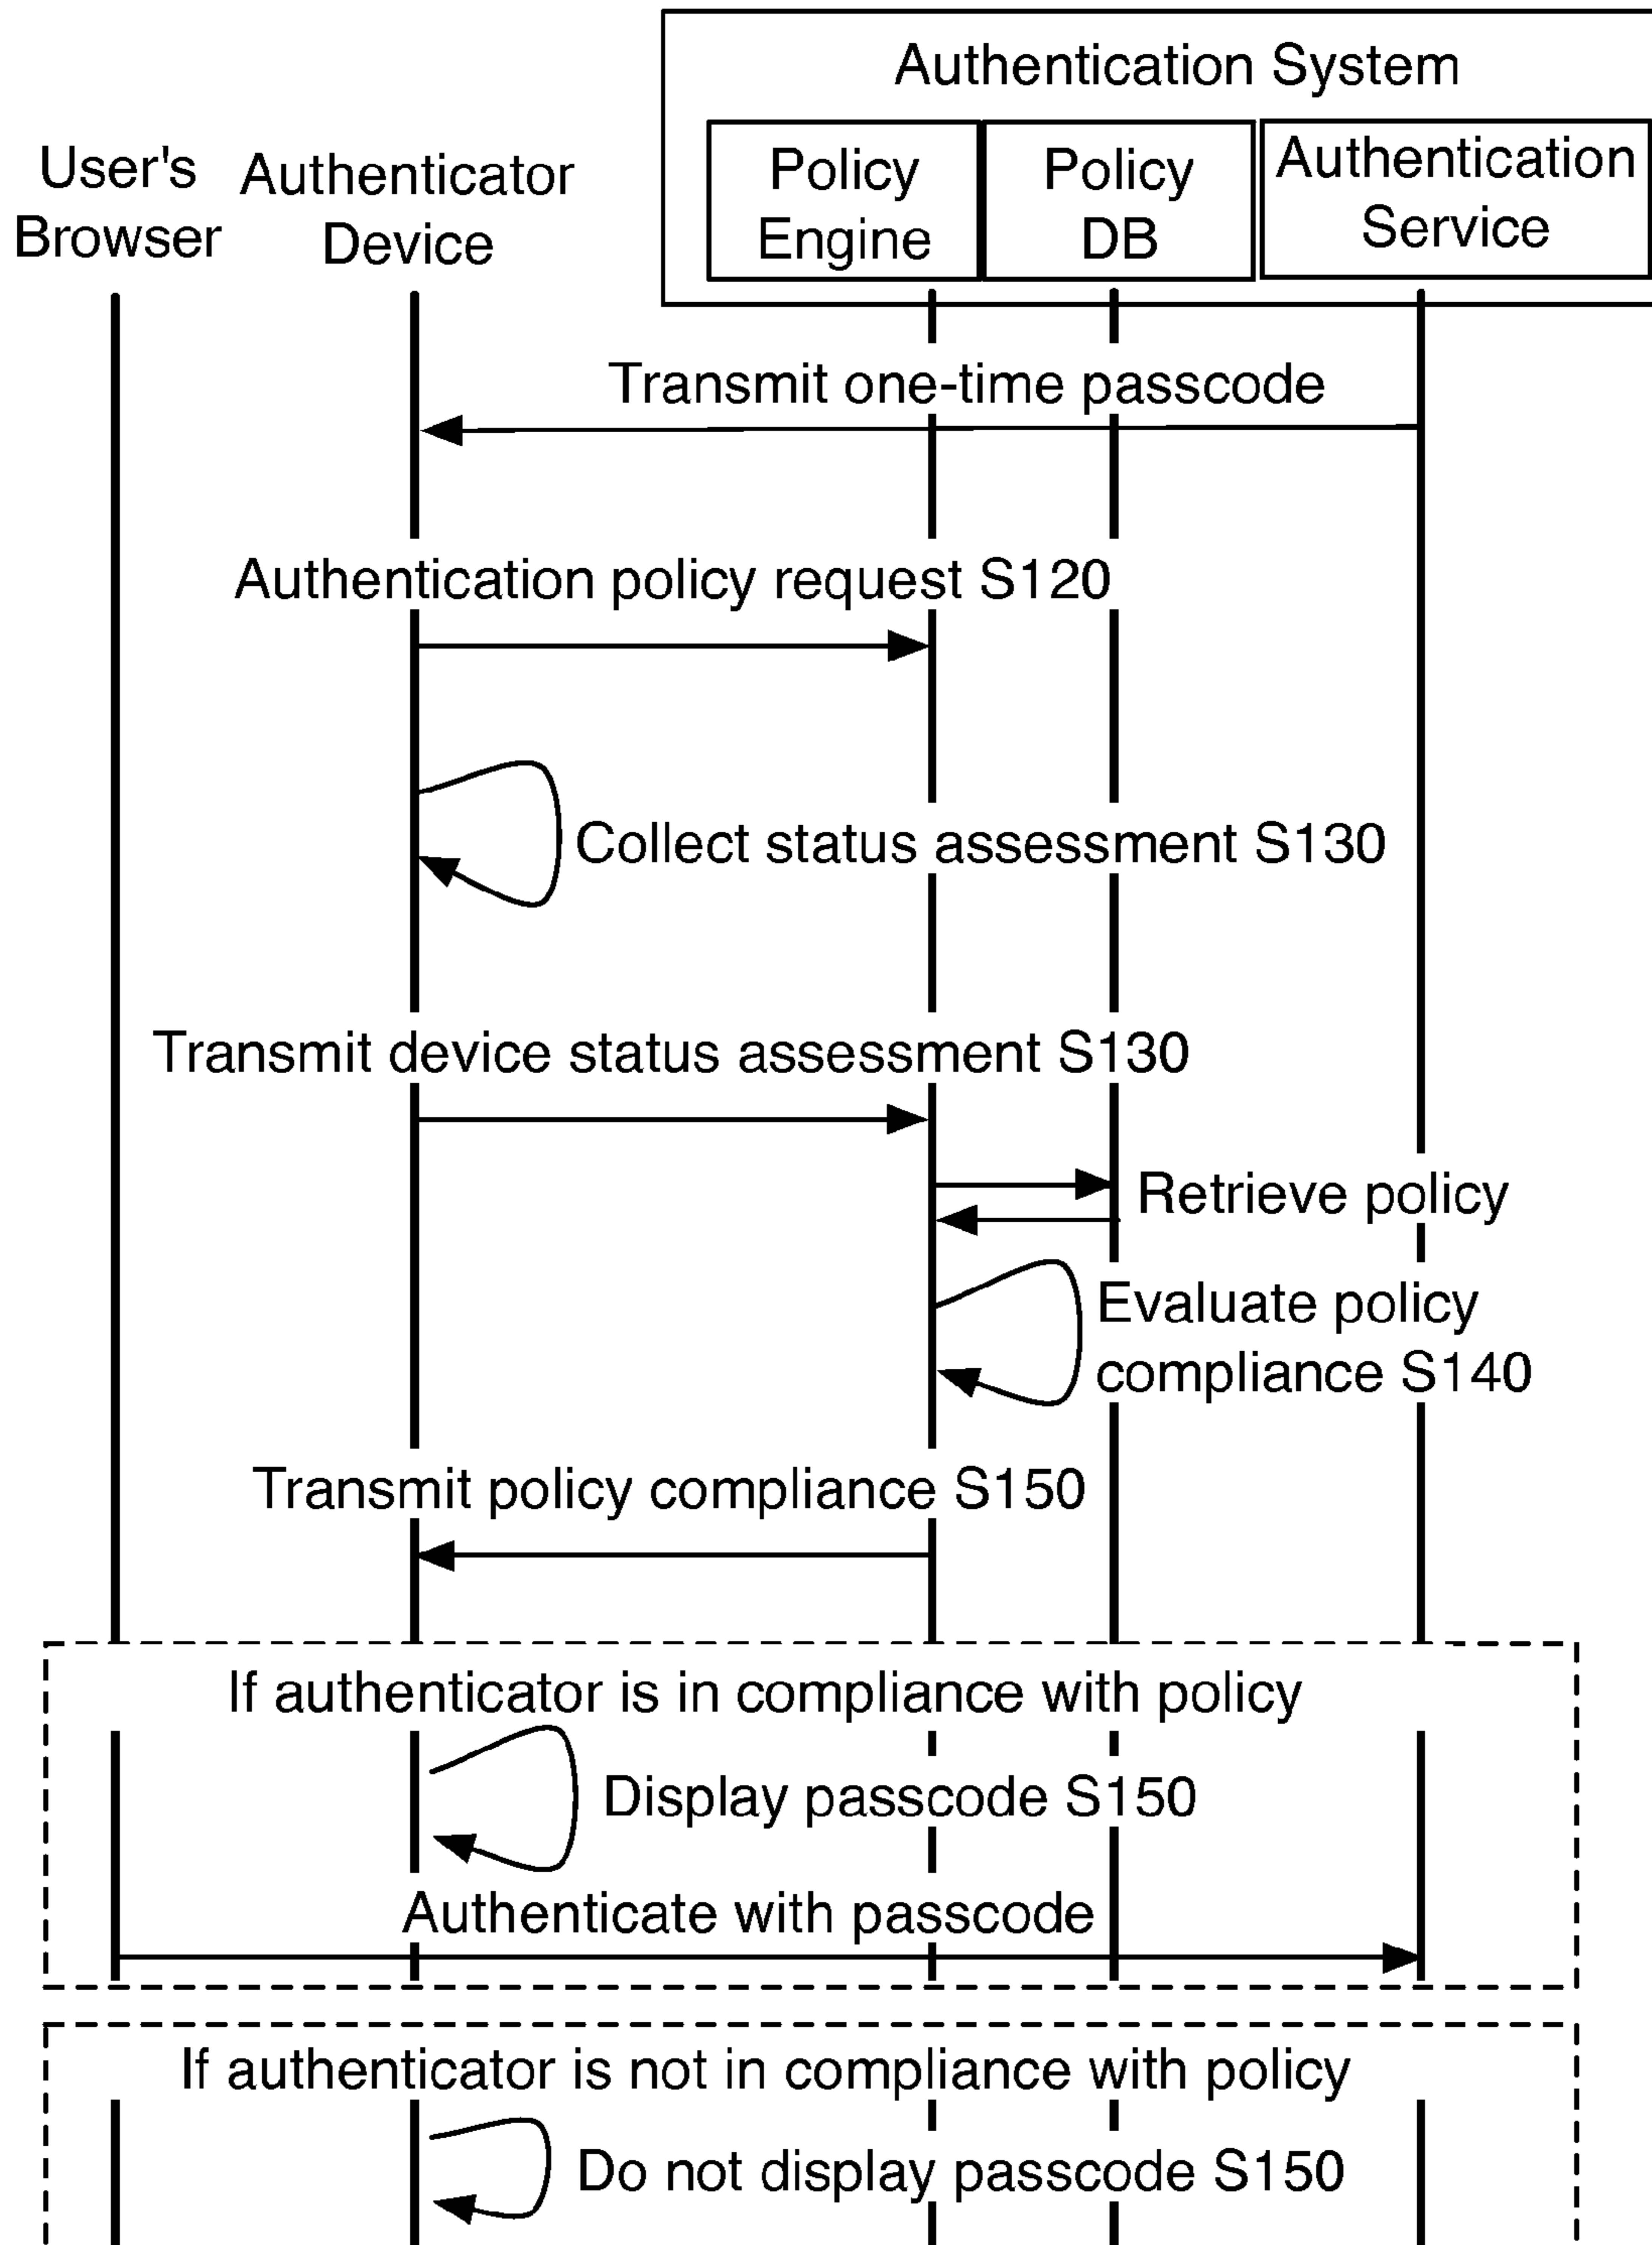 Authentication System
User's
Browser
Authenticator
Device
Policy
Engine
Policy
DB
Authentication
Service
Transmit one-time passcode
Authentication policy request S120
Collect status assessment S130
Transmit device status assessment S130
Retrieve policy
Evaluate policy
compliance S140
Transmit policy compliance S150
If authenticator is in compliance with policy
Display passcode S150
Authenticate with passcode
If authenticator is not in compliance with policy
Do not display passcode S150